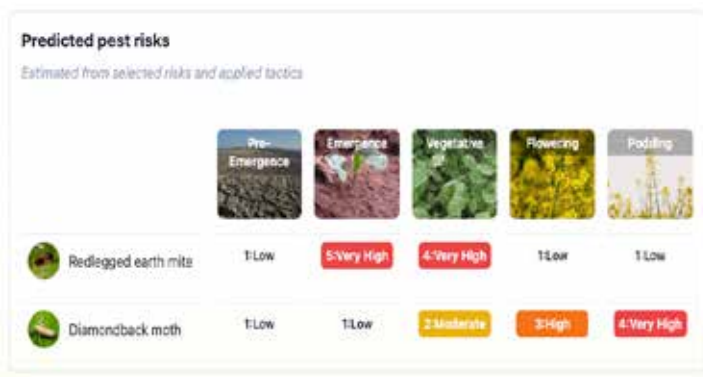 Predicted pest risks
Estimated from selected risks and applied tactics
Pre-
Emergence
Emergence
Vegetative
Flowering
Podding
Redlegged earth mite
1:Low
5:Very High
4:Very High
1:Low
1:Low
Diamondback moth
1:Low
1:Low
2:Moderate
3:High
4:Very High